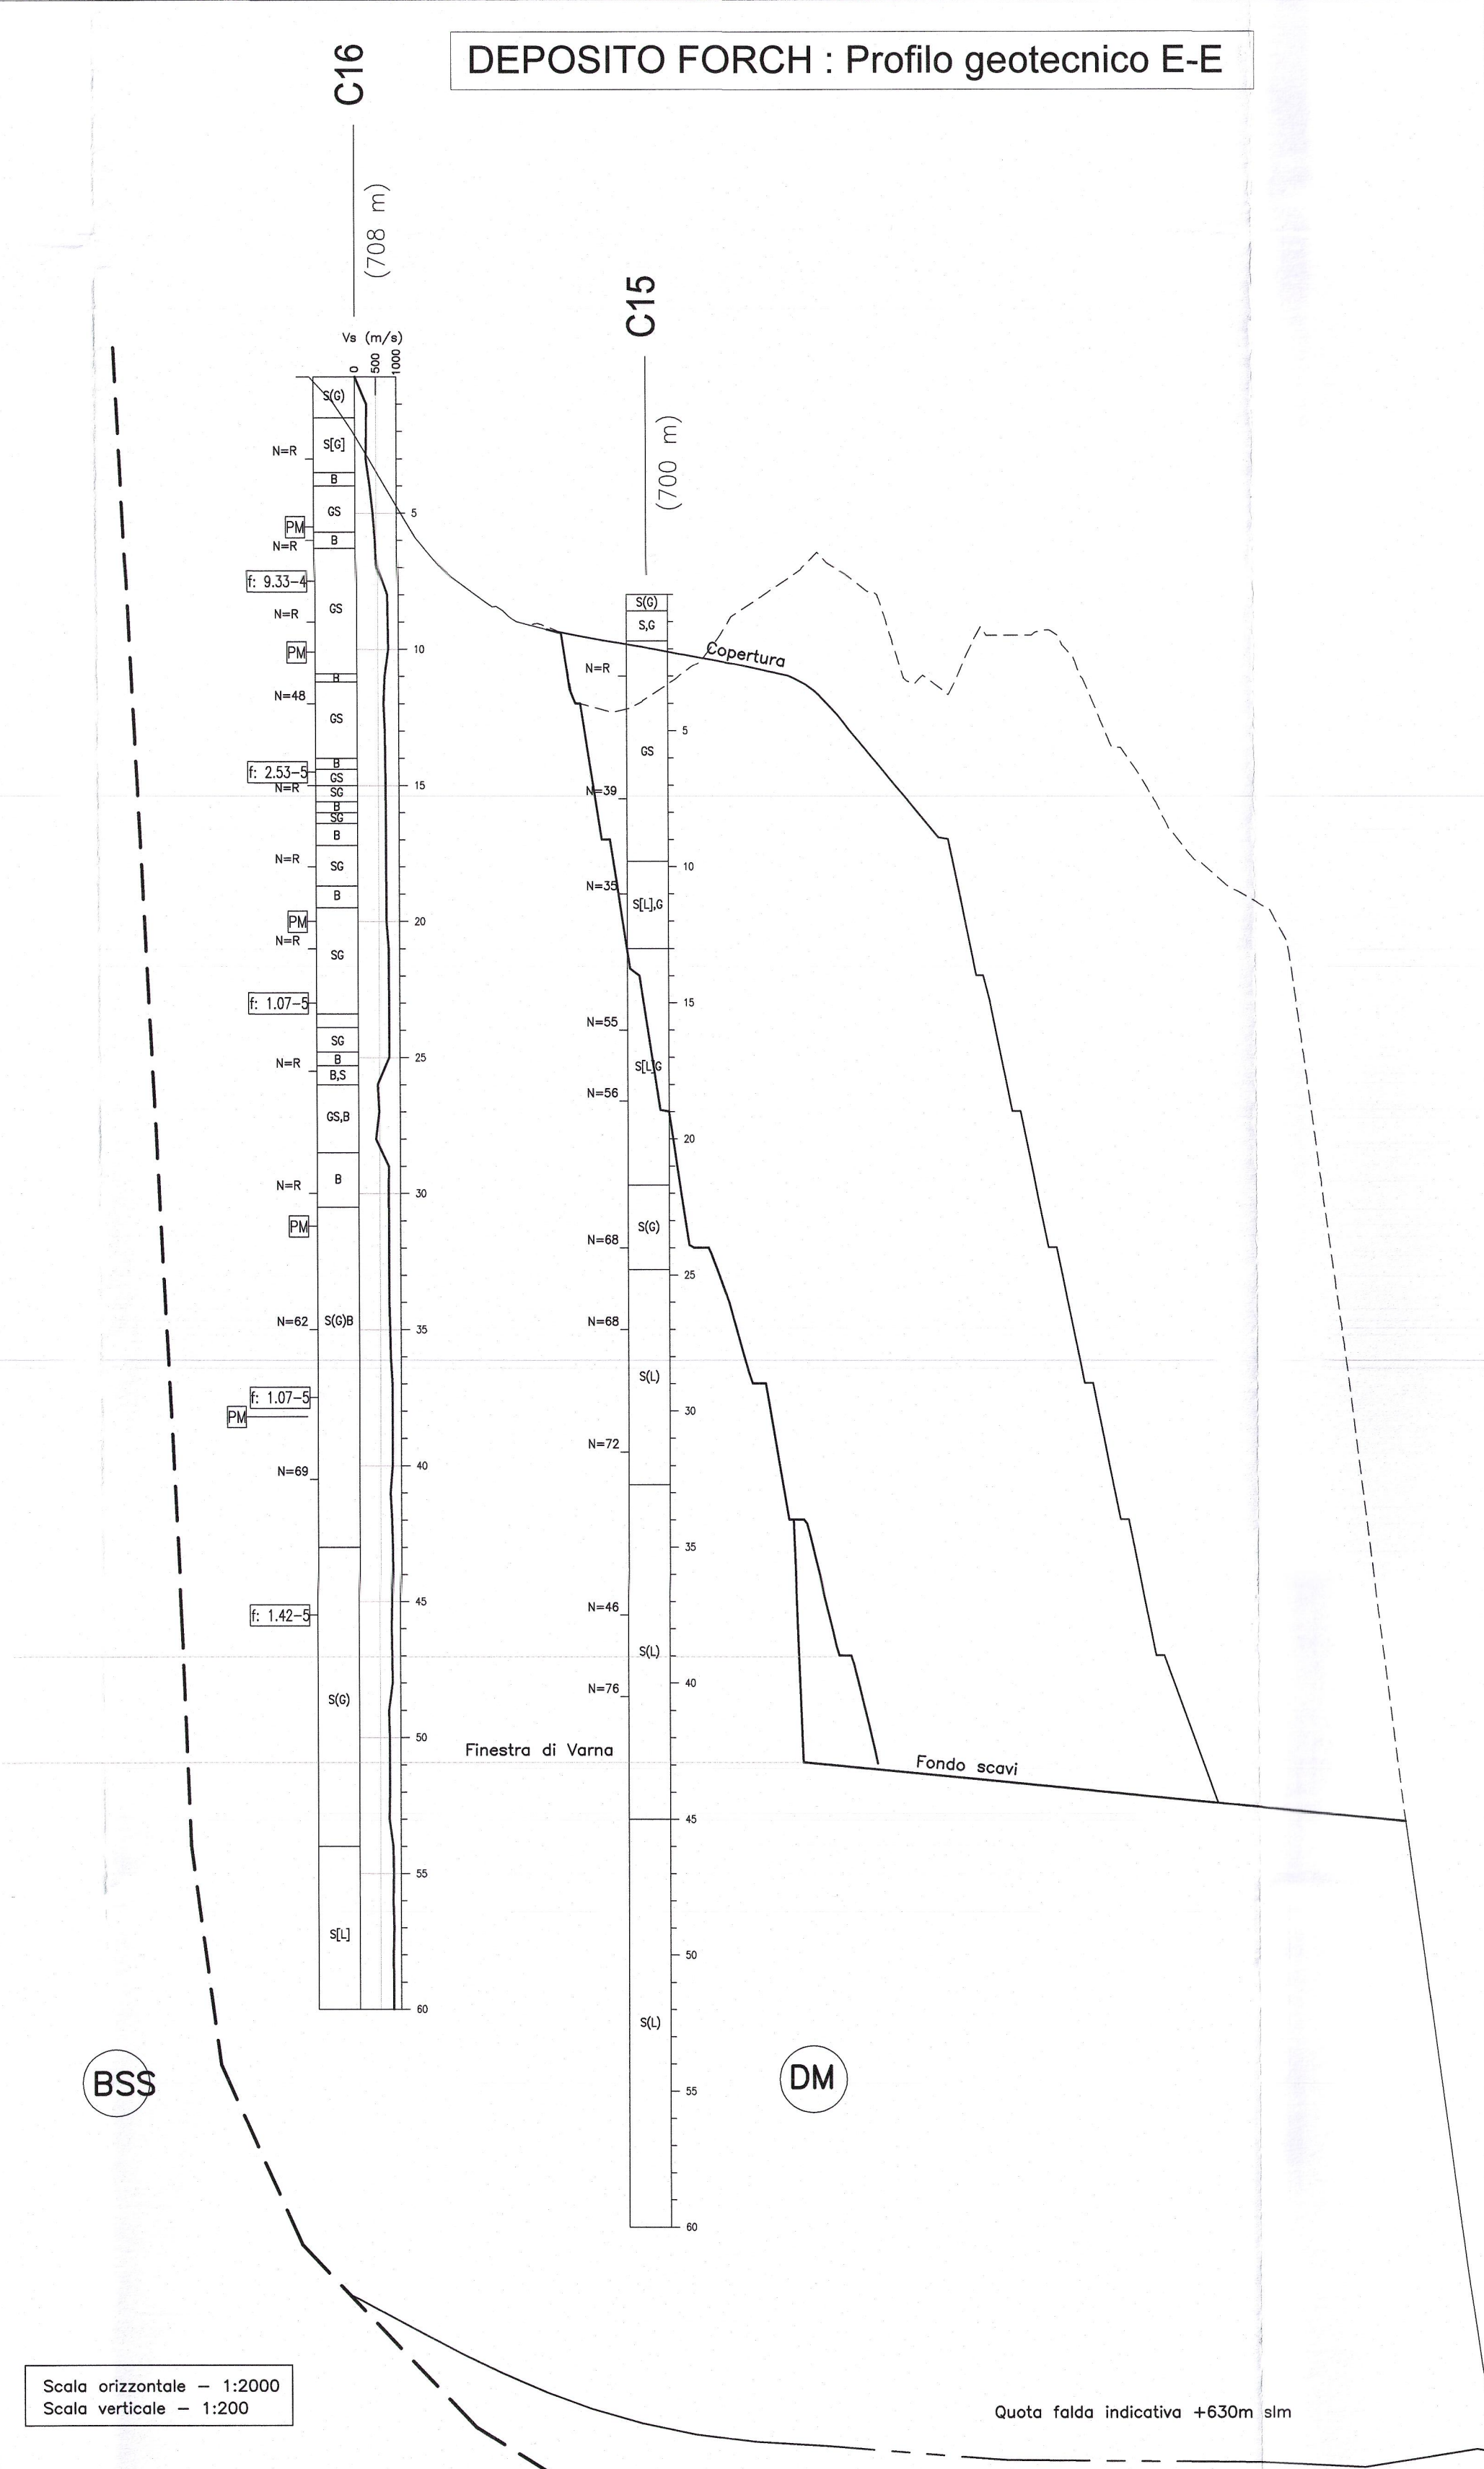 DEPOSITO FORCH : Profilo geotecnico E-E
C16
(708 m)
Vs (m/s)
0
500
1000
S(G)
S[G]
N=R
B
GS
5
PM
B
N=R
f: 9.33-4
GS
N=R
10
PM
B
N=48
GS
B
f: 2.53-5
GS
15
N=R
SG
B
SG
B
N=R
SG
B
PM
20
N=R
SG
f: 1.07-5
SG
B
25
N=R
B,S
GS,B
B
N=R
30
PM
N=62
S(G)B
35
f: 1.07-5
PM
40
N=69
45
f: 1.42-5
S(G)
50
55
S[L]
60
C15
(700 m)
S(G)
S,G
Copertura
N=R
5
GS
N=39
10
N=35
S[L],G
15
N=55
S[L]G
N=56
20
S(G)
N=68
25
N=68
S(L)
30
N=72
35
N=46
S(L)
40
N=76
Finestra di Varna
Fondo scavi
45
50
S(L)
55
60
BSS
DM
Scala orizzontale – 1:2000
Scala verticale – 1:200
Quota falda indicativa +630m slm